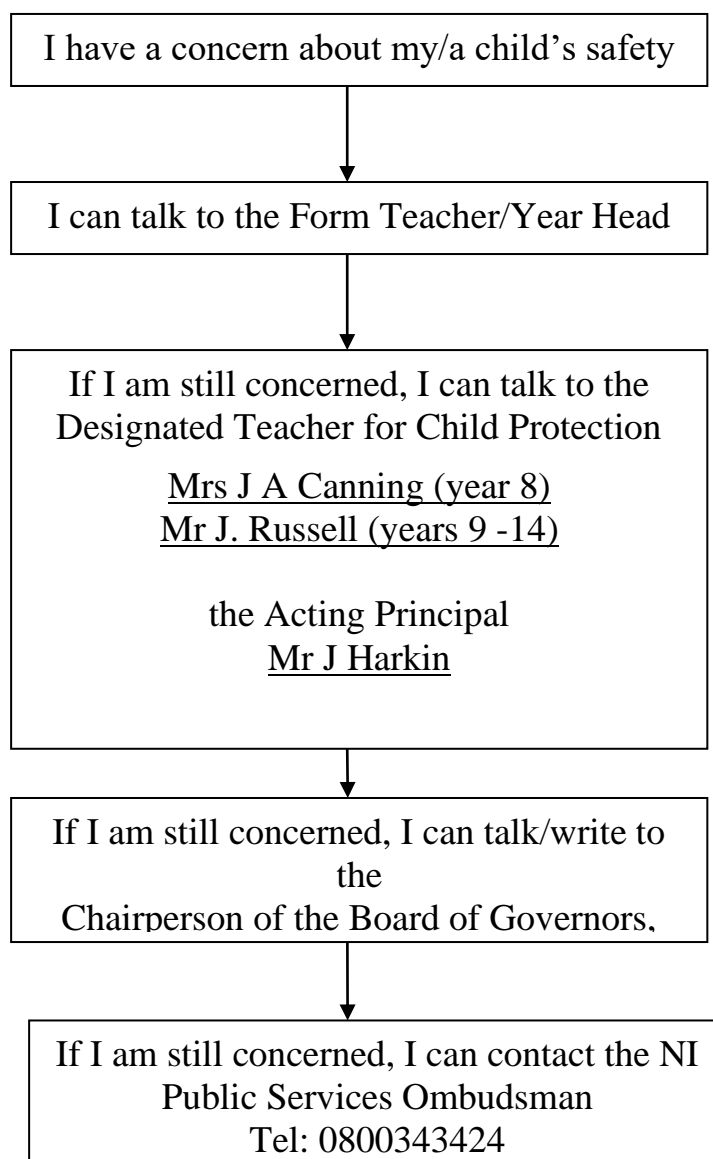 I have a concern about my/a child’s safety
I can talk to the Form Teacher/Year Head
If I am still concerned, I can talk to the
Designated Teacher for Child Protection
Mrs J A Canning (year 8)
Mr J. Russell (years 9 -14)
the Acting Principal
Mr J Harkin
If I am still concerned, I can talk/write to
the
Chairperson of the Board of Governors,
If I am still concerned, I can contact the NI
Public Services Ombudsman
Tel: 0800343424